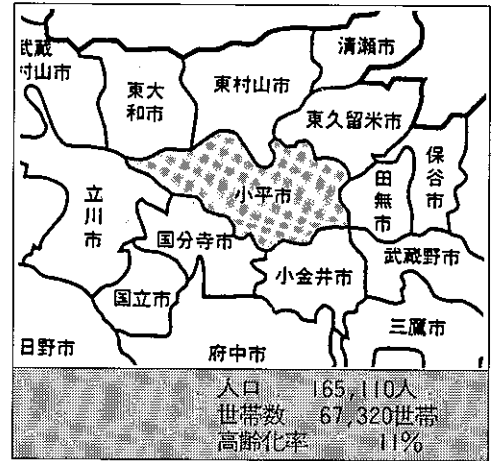 清瀬市
武蔵
村山市
東大
和市
東村山市
東久留米市
保谷市
田無市
小平市
立川市
国分寺市
武蔵野市
小金井市
国立市
三鷹市
日野市
府中市
人口 165,110人
世帯数 67,320世帯
高齢化率 11%